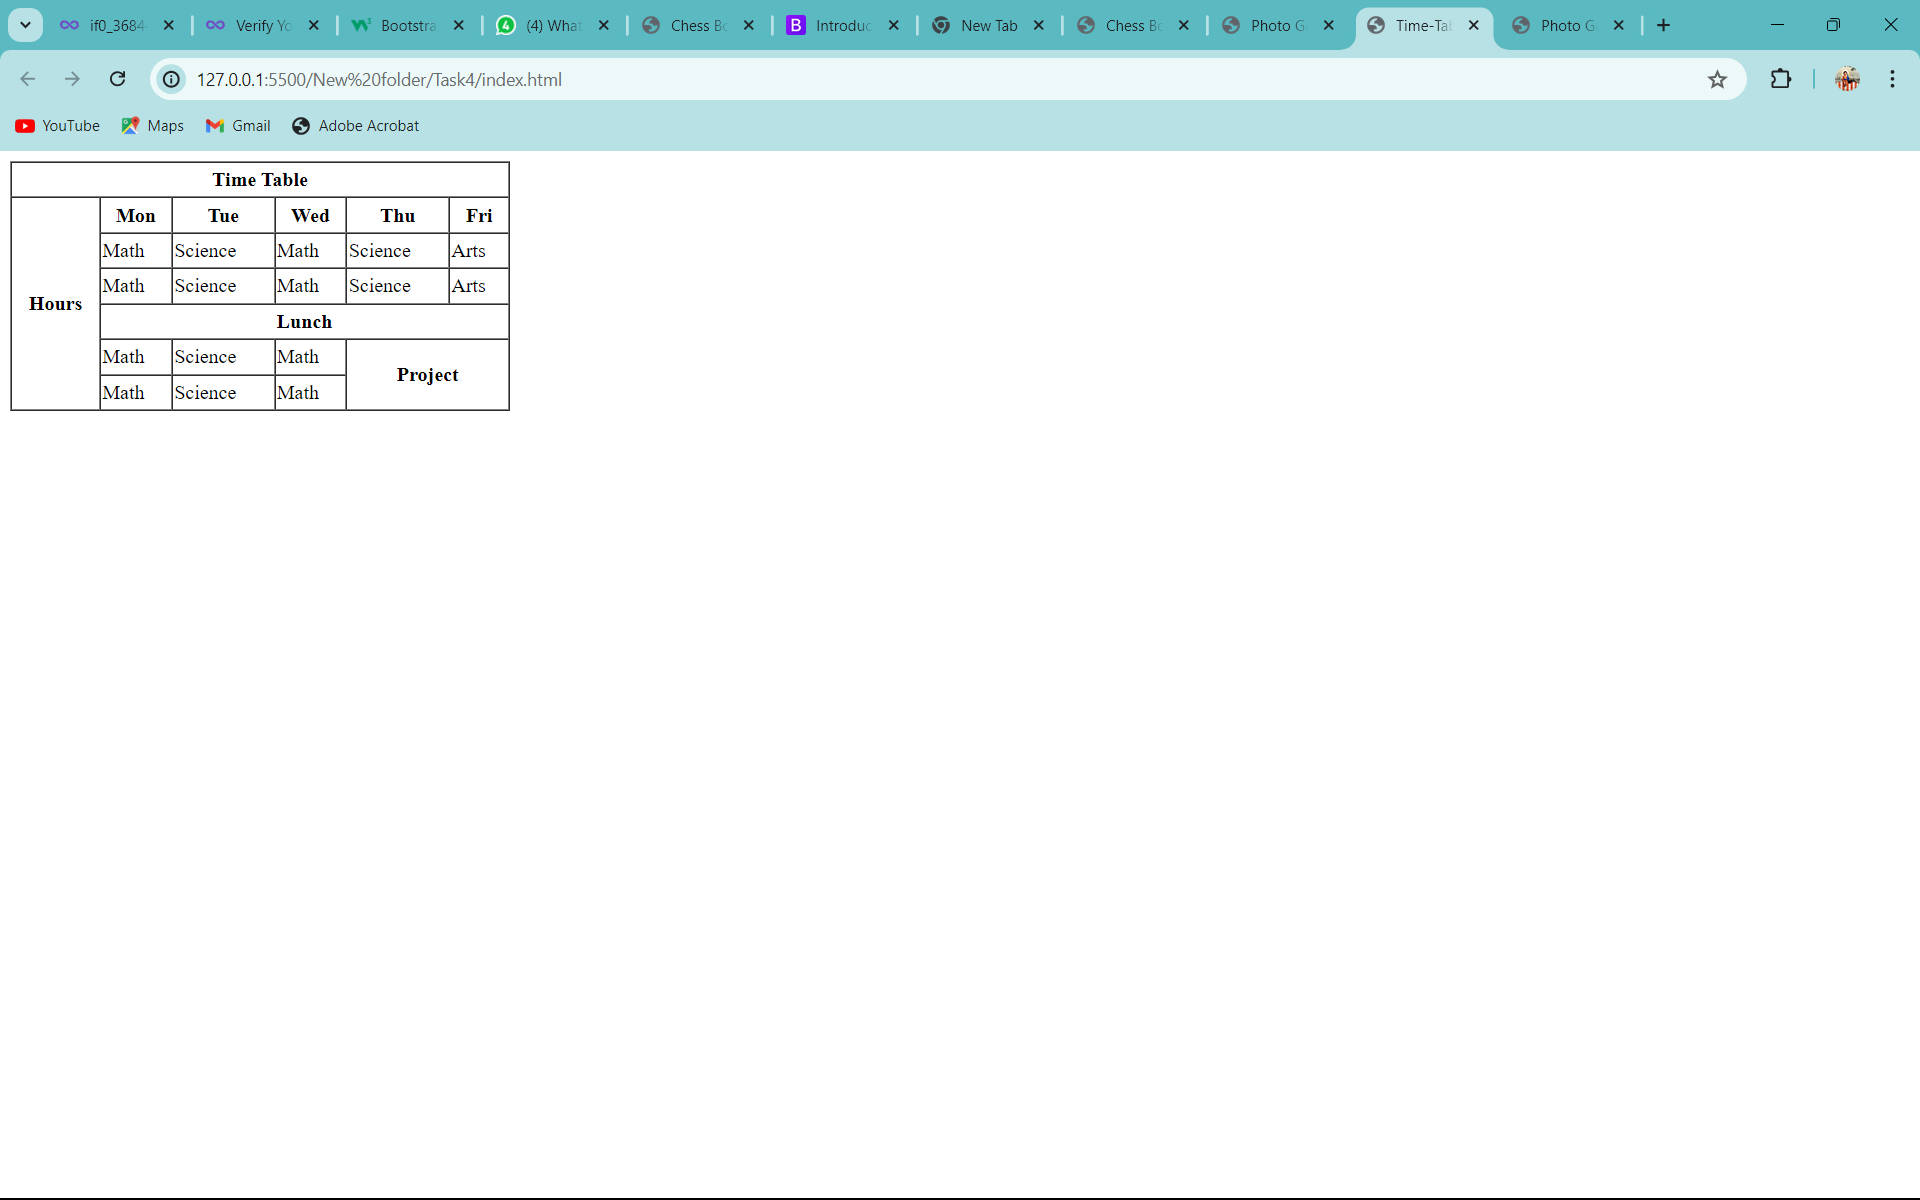 if0_3684 Verify Yo Bootstra (4) What Chess Bo Introduc New Tab Chess Bo Photo G Time-Tab Photo G
127.0.0.1:5500/New%20folder/Task4/index.html
YouTube Maps Gmail Adobe Acrobat
Time Table
Hours
Mon Tue Wed Thu Fri
Math Science Math Science Arts
Math Science Math Science Arts
Lunch
Math Science Math
Project
Math Science Math